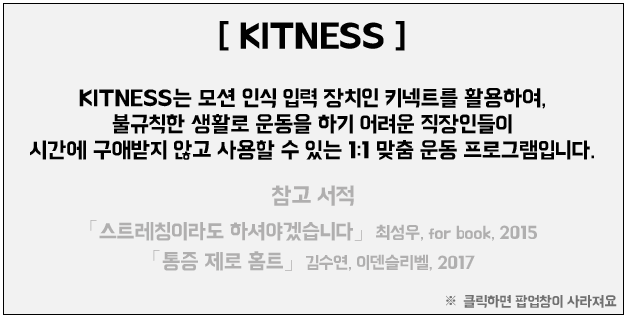 [ KITNESS ]
KITNESS는 모션 인식 입력 장치인 키넥트를 활용하여,
불규칙한 생활로 운동을 하기 어려운 직장인들이
시간에 구애받지 않고 사용할 수 있는 1:1 맞춤 운동 프로그램입니다.
참고 서적
「스트레칭이라도 하셔야겠습니다」 최성우, for book, 2015
「통증 제로 홈트」 김수연, 이덴슬리벨, 2017
※ 클릭하면 팝업창이 사라져요